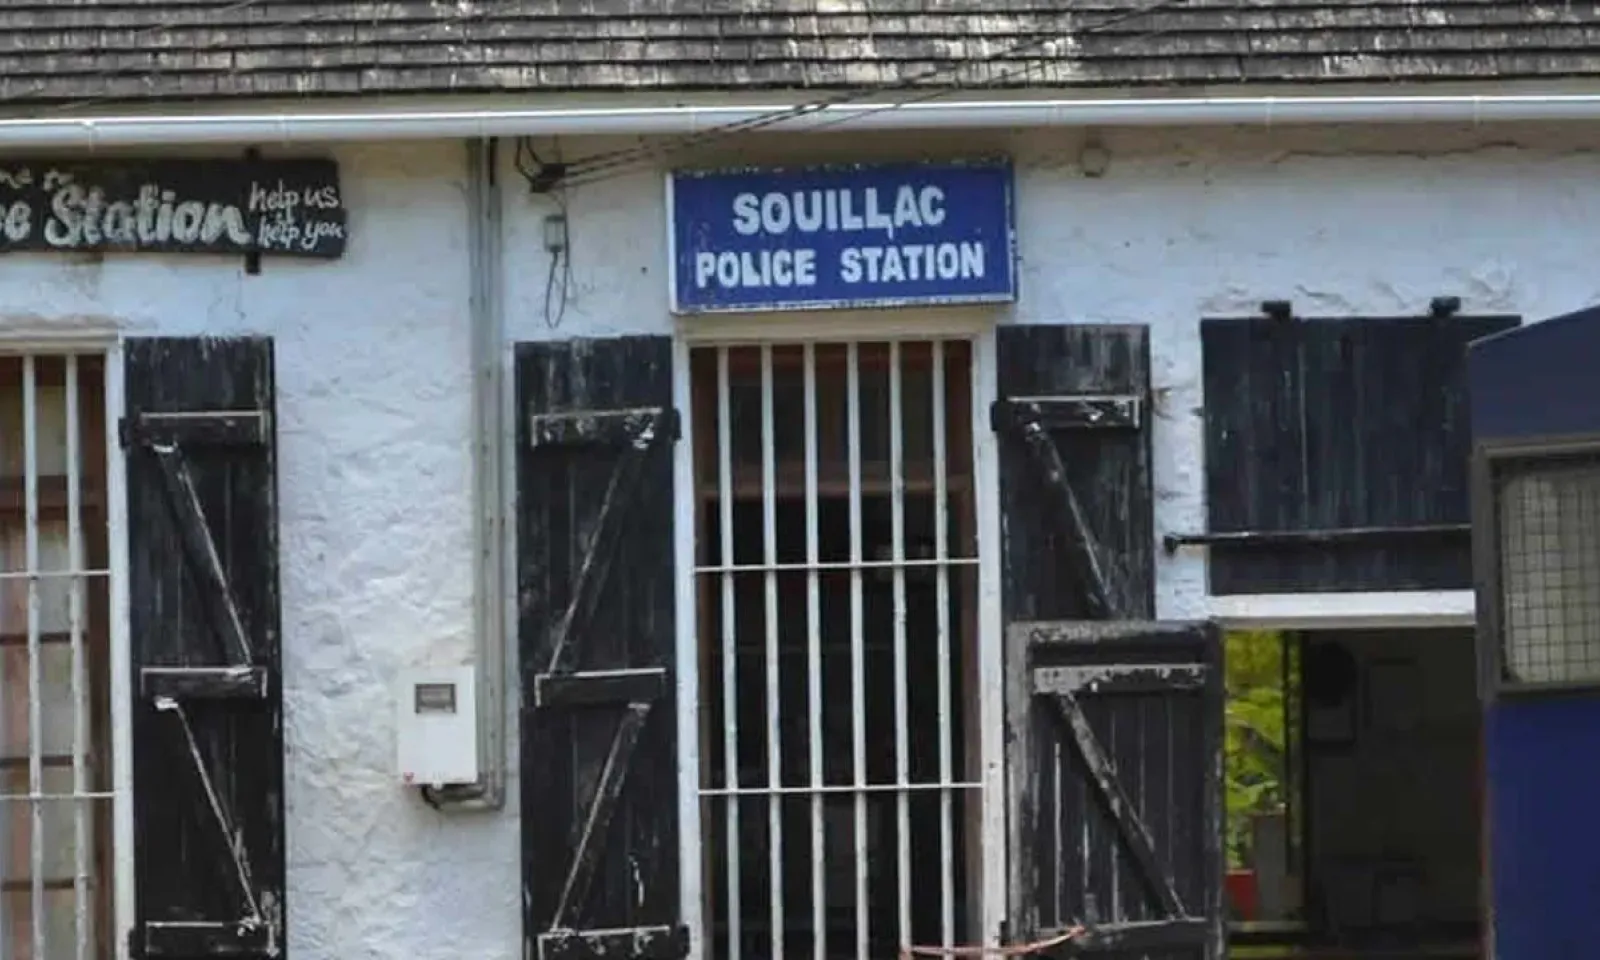 Station help us
help you
SOUILLAC
POLICE STATION